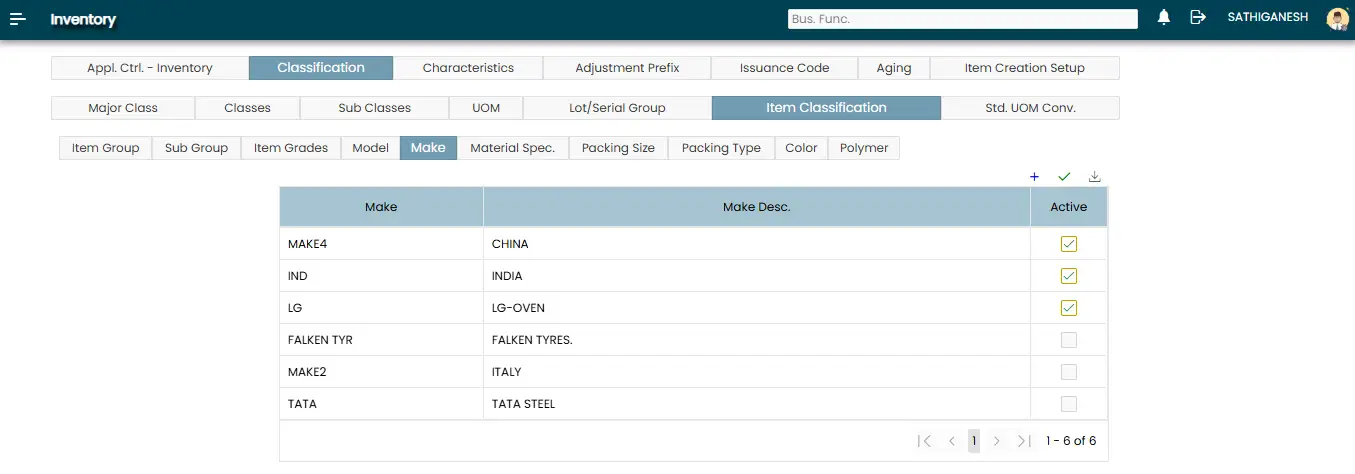 Inventory
Bus. Func.
SATHIGANESH
Appl. Ctrl. - Inventory Classification Characteristics Adjustment Prefix Issuance Code Aging Item Creation Setup
Major Class Classes Sub Classes UOM Lot/Serial Group Item Classification Std. UOM Conv.
Item Group Sub Group Item Grades Model Make Material Spec. Packing Size Packing Type Color Polymer
Make Make Desc. Active
MAKE4 CHINA
IND INDIA
LG LG-OVEN
FALKEN TYR FALKEN TYRES.
MAKE2 ITALY
TATA TATA STEEL
1 1 - 6 of 6